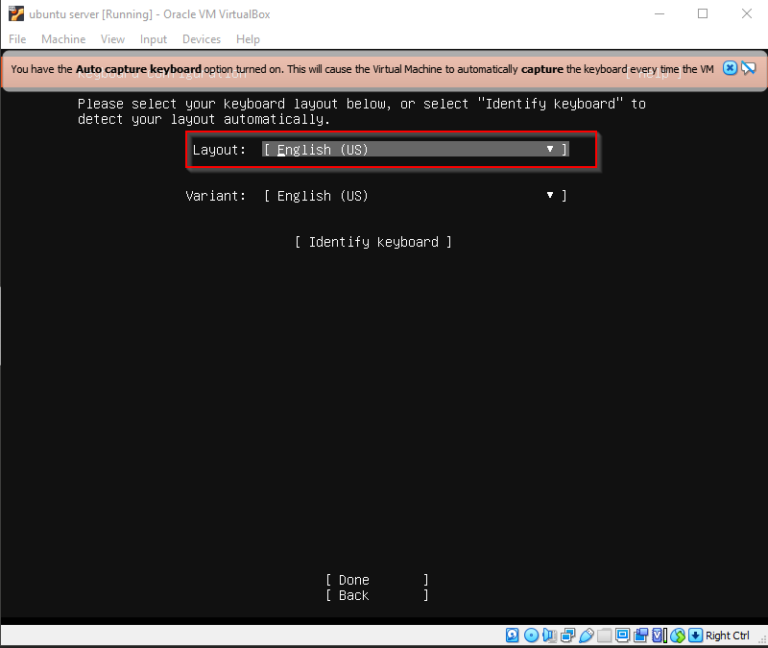 ubuntu server [Running] - Oracle VM VirtualBox
File Machine View Input Devices Help
You have the Auto capture keyboard option turned on. This will cause the Virtual Machine to automatically capture the keyboard every time the VM
Keyboard configuration [ Help ]
Please select your keyboard layout below, or select "Identify keyboard" to
detect your layout automatically.
Layout: [ English (US) ▾ ]
Variant: [ English (US) ▾ ]
[ Identify keyboard ]
[ Done ]
[ Back ]
Right Ctrl